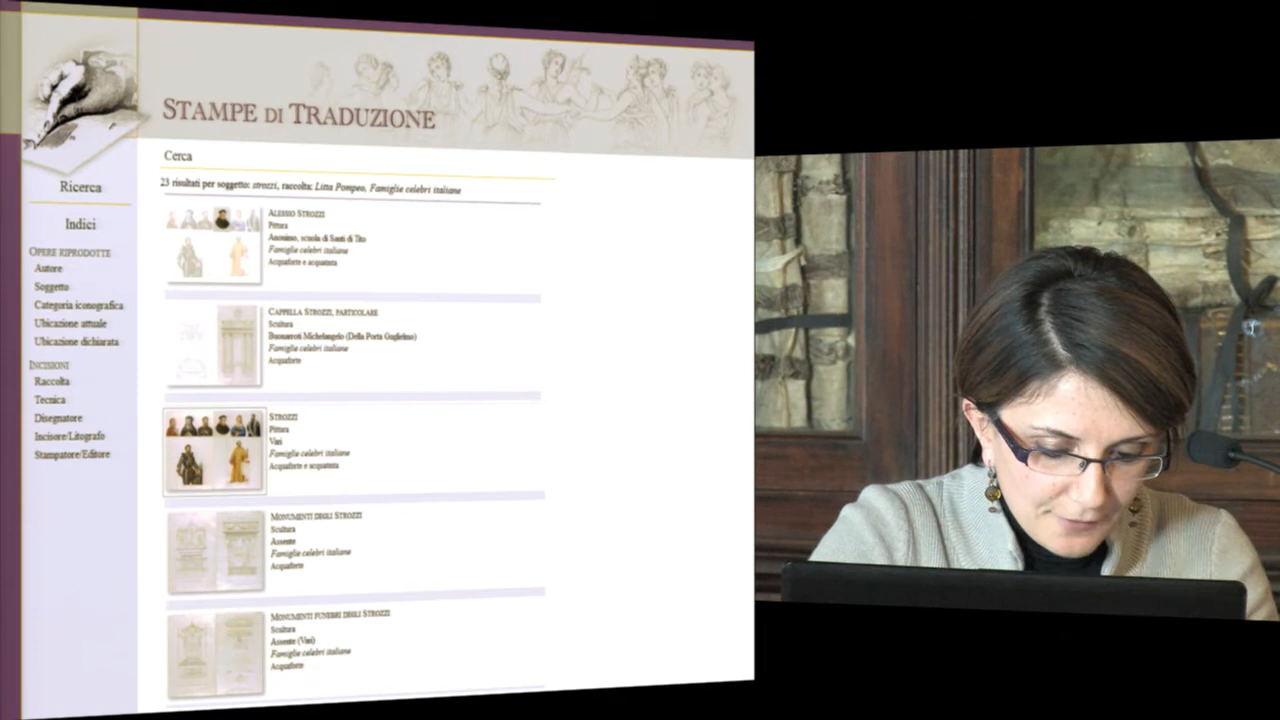 STAMPE DI TRADUZIONE
Ricerca
Indici
OPERE RIPRODOTTE
Autore
Soggetto
Categoria iconografica
Ubicazione attuale
Ubicazione dichiarata
INCISIONI
Raccolta
Tecnica
Disegnatore
Incisore/Litografo
Stampatore/Editore
Cerca
23 risultati per soggetto: strozzi, raccolta: Litta Pompeo, Famiglie celebri italiane
ALESSIO STROZZI
Pittura
Anonimo, scuola di Santi di Tito
Famiglie celebri italiane
Acquaforte e acquatinta
CAPPELLA STROZZI, PARTICOLARE
Scultura
Buonarroti Michelangelo (Della Porta Guglielmo)
Famiglie celebri italiane
Acquaforte
STROZZI
Pittura
Vari
Famiglie celebri italiane
Acquaforte e acquatinta
MONUMENTI DEGLI STROZZI
Scultura
Assente
Famiglie celebri italiane
Acquaforte
MONUMENTI FUNEBRI DEGLI STROZZI
Scultura
Assente (Vari)
Famiglie celebri italiane
Acquaforte